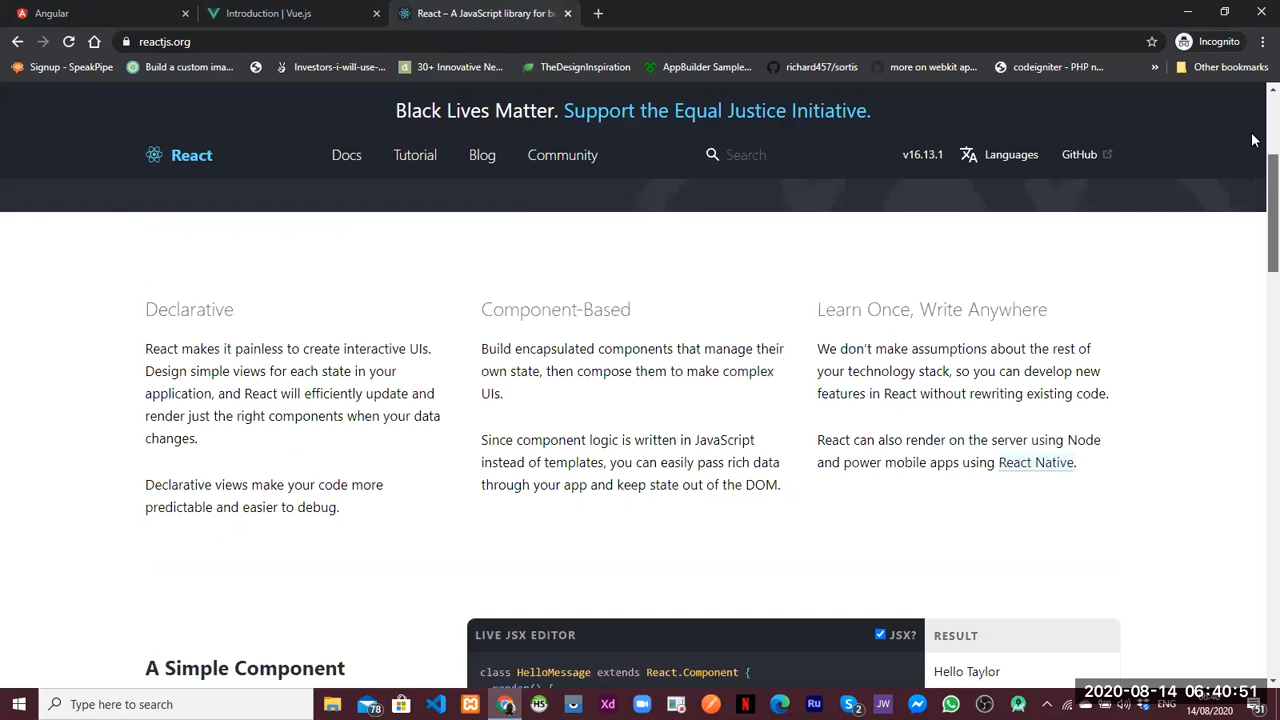 Angular
Introduction | Vue.js
React – A JavaScript library for bu
reactjs.org
Incognito
Signup - SpeakPipe
Build a custom ima...
Investors-i-will-use-...
30+ Innovative Ne...
TheDesignInspiration
AppBuilder Sample...
richard457/sortis
more on webkit ap...
codeigniter - PHP n...
»
Other bookmarks
Black Lives Matter. Support the Equal Justice Initiative.
React
Docs
Tutorial
Blog
Community
Search
v16.13.1
Languages
GitHub
Declarative
React makes it painless to create interactive UIs.
Design simple views for each state in your
application, and React will efficiently update and
render just the right components when your data
changes.
Declarative views make your code more
predictable and easier to debug.
Component-Based
Build encapsulated components that manage their
own state, then compose them to make complex
UIs.
Since component logic is written in JavaScript
instead of templates, you can easily pass rich data
through your app and keep state out of the DOM.
Learn Once, Write Anywhere
We don't make assumptions about the rest of
your technology stack, so you can develop new
features in React without rewriting existing code.
React can also render on the server using Node
and power mobile apps using React Native.
A Simple Component
LIVE JSX EDITOR
JSX?
class HelloMessage extends React.Component {
render() {
RESULT
Hello Taylor
Type here to search
78
HS
Xd
N
Ru
2
JW
ENG
2020-08-14 06:40:51
14/08/2020
51